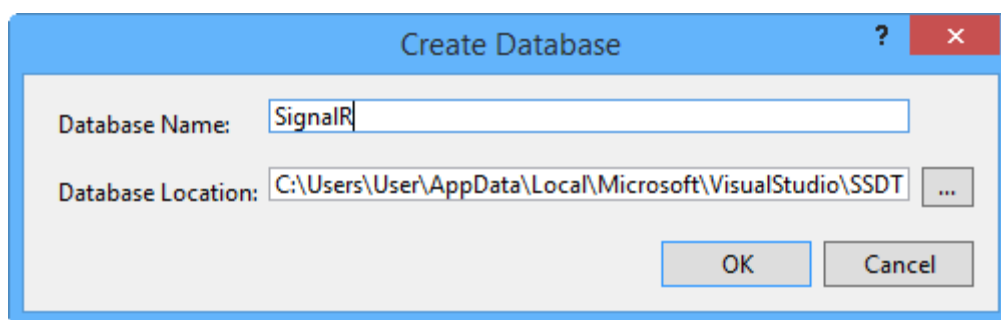 Create Database
?
Database Name: SignalR
Database Location: C:\Users\User\AppData\Local\Microsoft\VisualStudio\SSDT ...
OK Cancel